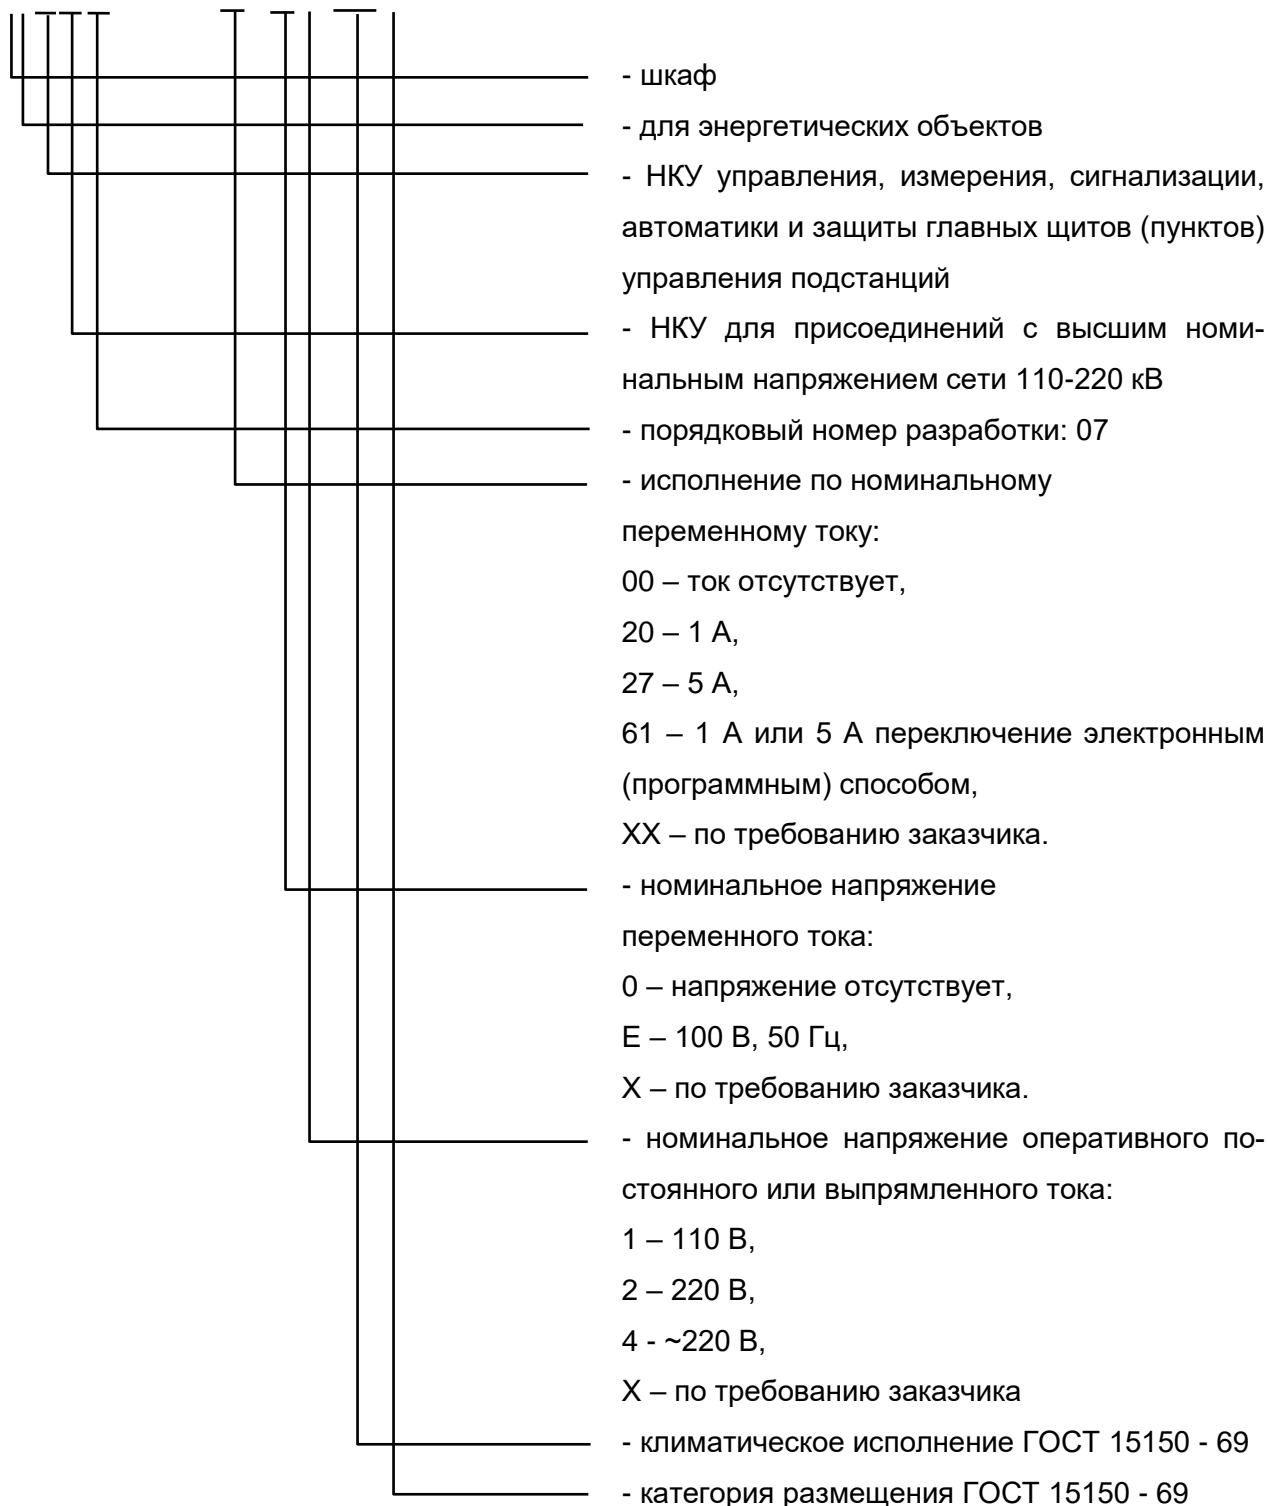 - шкаф
- для энергетических объектов
- НКУ управления, измерения, сигнализации,
автоматики и защиты главных щитов (пунктов)
управления подстанций
- НКУ для присоединений с высшим номи-
нальным напряжением сети 110-220 кВ
- порядковый номер разработки: 07
- исполнение по номинальному
переменному току:
00 – ток отсутствует,
20 – 1 А,
27 – 5 А,
61 – 1 А или 5 А переключение электронным
(программным) способом,
ХХ – по требованию заказчика.
- номинальное напряжение
переменного тока:
0 – напряжение отсутствует,
Е – 100 В, 50 Гц,
Х – по требованию заказчика.
- номинальное напряжение оперативного по-
стоянного или выпрямленного тока:
1 – 110 В,
2 – 220 В,
4 - ~220 В,
Х – по требованию заказчика
- климатическое исполнение ГОСТ 15150 - 69
- категория размещения ГОСТ 15150 - 69